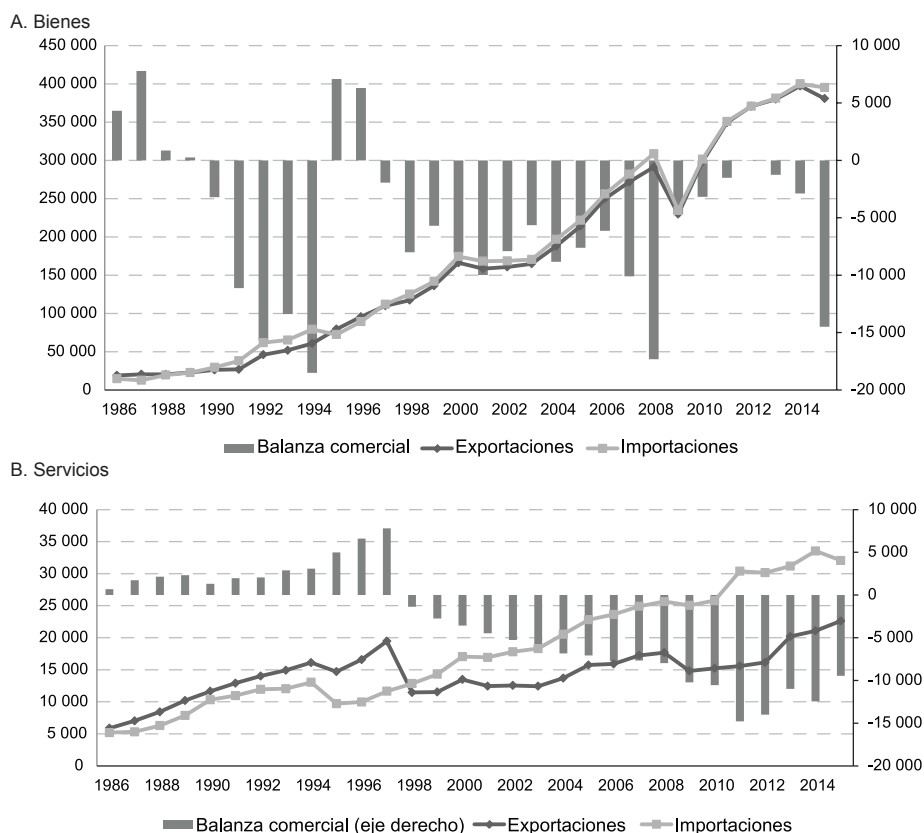 A. Bienes
450 000 10 000
400 000 5 000
350 000
300 000 0
250 000
-5 000
200 000
150 000 -10 000
100 000
-15 000
50 000
0 -20 000
1986 1988 1990 1992 1994 1996 1998 2000 2002 2004 2006 2008 2010 2012 2014
Balanza comercial Exportaciones Importaciones
B. Servicios
40 000 10 000
35 000
5 000
30 000
25 000 0
20 000 -5 000
15 000
-10 000
10 000
-15 000
5 000
0 -20 000
1986 1988 1990 1992 1994 1996 1998 2000 2002 2004 2006 2008 2010 2012 2014
Balanza comercial (eje derecho) Exportaciones Importaciones